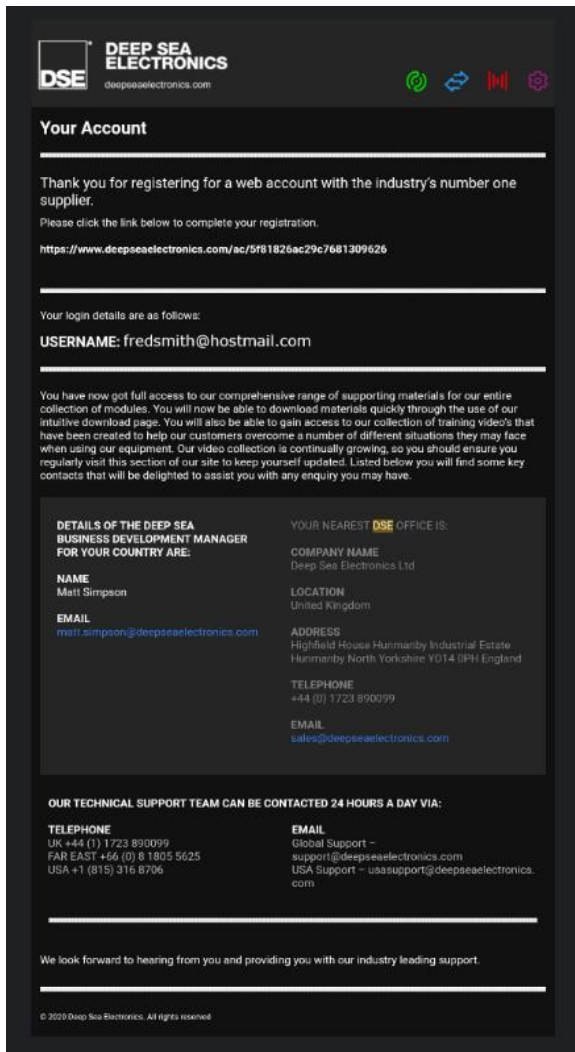 DEEP SEA
ELECTRONICS
DSE
deepseaelectronics.com
Your Account
Thank you for registering for a web account with the industry's number one
supplier.
Please click the link below to complete your registration.
https://www.deepseaelectronics.com/ac/5f81826ac29c7681309626
Your login details are as follows:
USERNAME: fredsmith@hostmail.com
You have now got full access to our comprehensive range of supporting materials for our entire
collection of modules. You will now be able to download materials quickly through the use of our
intuitive download page. You will also be able to gain access to our collection of training video's that
have been created to help our customers overcome a number of different situations they may face
when using our equipment. Our video collection is continually growing, so you should ensure you
regularly visit this section of our site to keep yourself updated. Listed below you will find some key
contacts that will be delighted to assist you with any enquiry you may have.
DETAILS OF THE DEEP SEA
BUSINESS DEVELOPMENT MANAGER
FOR YOUR COUNTRY ARE:
NAME
Matt Simpson
EMAIL
matt.simpson@deepseaelectronics.com
YOUR NEAREST DSE OFFICE IS:
COMPANY NAME
Deep Sea Electronics Ltd
LOCATION
United Kingdom
ADDRESS
Highfield House Hunmanby Industrial Estate
Hunmanby North Yorkshire YO14 0PH England
TELEPHONE
+44 (0) 1723 890099
EMAIL
sales@deepseaelectronics.com
OUR TECHNICAL SUPPORT TEAM CAN BE CONTACTED 24 HOURS A DAY VIA:
TELEPHONE
UK +44 (1) 1723 890099
FAR EAST +66 (0) 8 1805 5625
USA +1 (815) 316 8706
EMAIL
Global Support –
support@deepseaelectronics.com
USA Support – usasupport@deepseaelectronics.
com
We look forward to hearing from you and providing you with our industry leading support.
© 2020 Deep Sea Electronics. All rights reserved